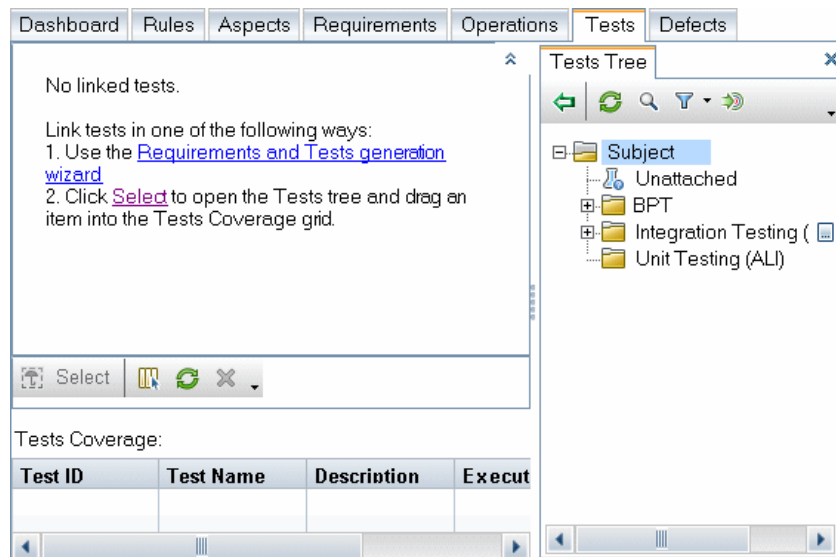 Dashboard Rules Aspects Requirements Operations Tests Defects
No linked tests.
Link tests in one of the following ways:
1. Use the Requirements and Tests generation
wizard
2. Click Select to open the Tests tree and drag an
item into the Tests Coverage grid.
Select
Tests Coverage:
Test ID Test Name Description Execut
Tests Tree
Subject
Unattached
BPT
Integration Testing (
Unit Testing (ALI)